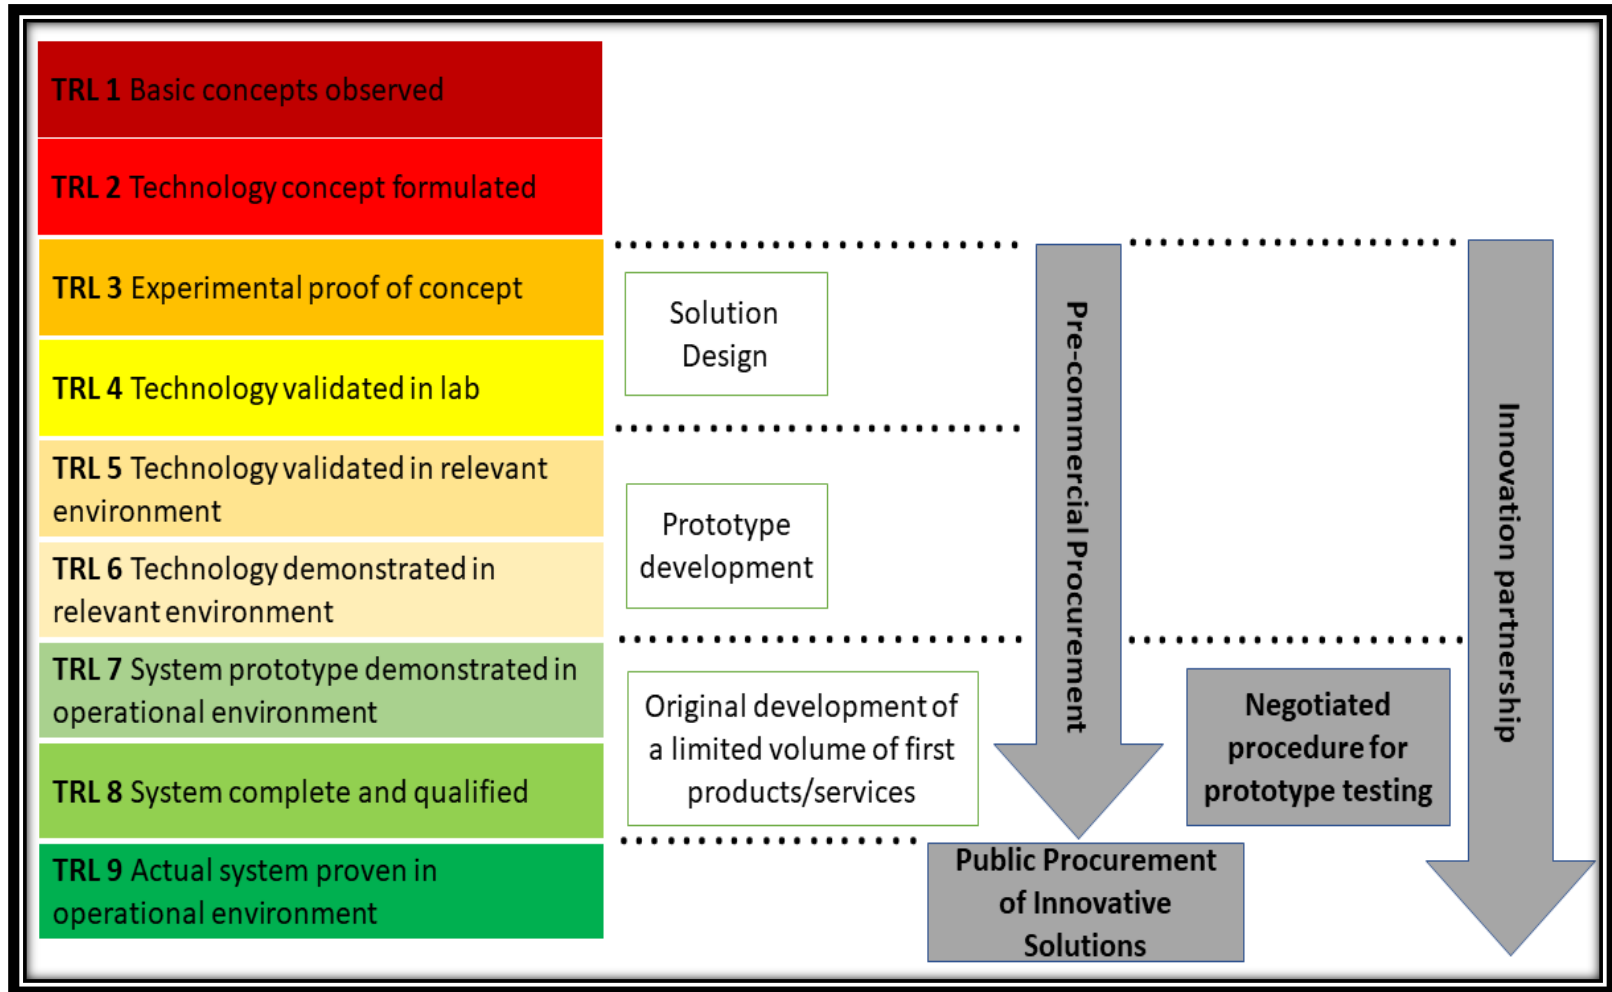 TRL 1 Basic concepts observed
TRL 2 Technology concept formulated
TRL 3 Experimental proof of concept
TRL 4 Technology validated in lab
TRL 5 Technology validated in relevant
environment
TRL 6 Technology demonstrated in
relevant environment
TRL 7 System prototype demonstrated in
operational environment
TRL 8 System complete and qualified
TRL 9 Actual system proven in
operational environment
Solution
Design
Prototype
development
Original development of
a limited volume of first
products/services
Pre-commercial Procurement
Public Procurement
of Innovative
Solutions
Negotiated
procedure for
prototype testing
Innovation partnership